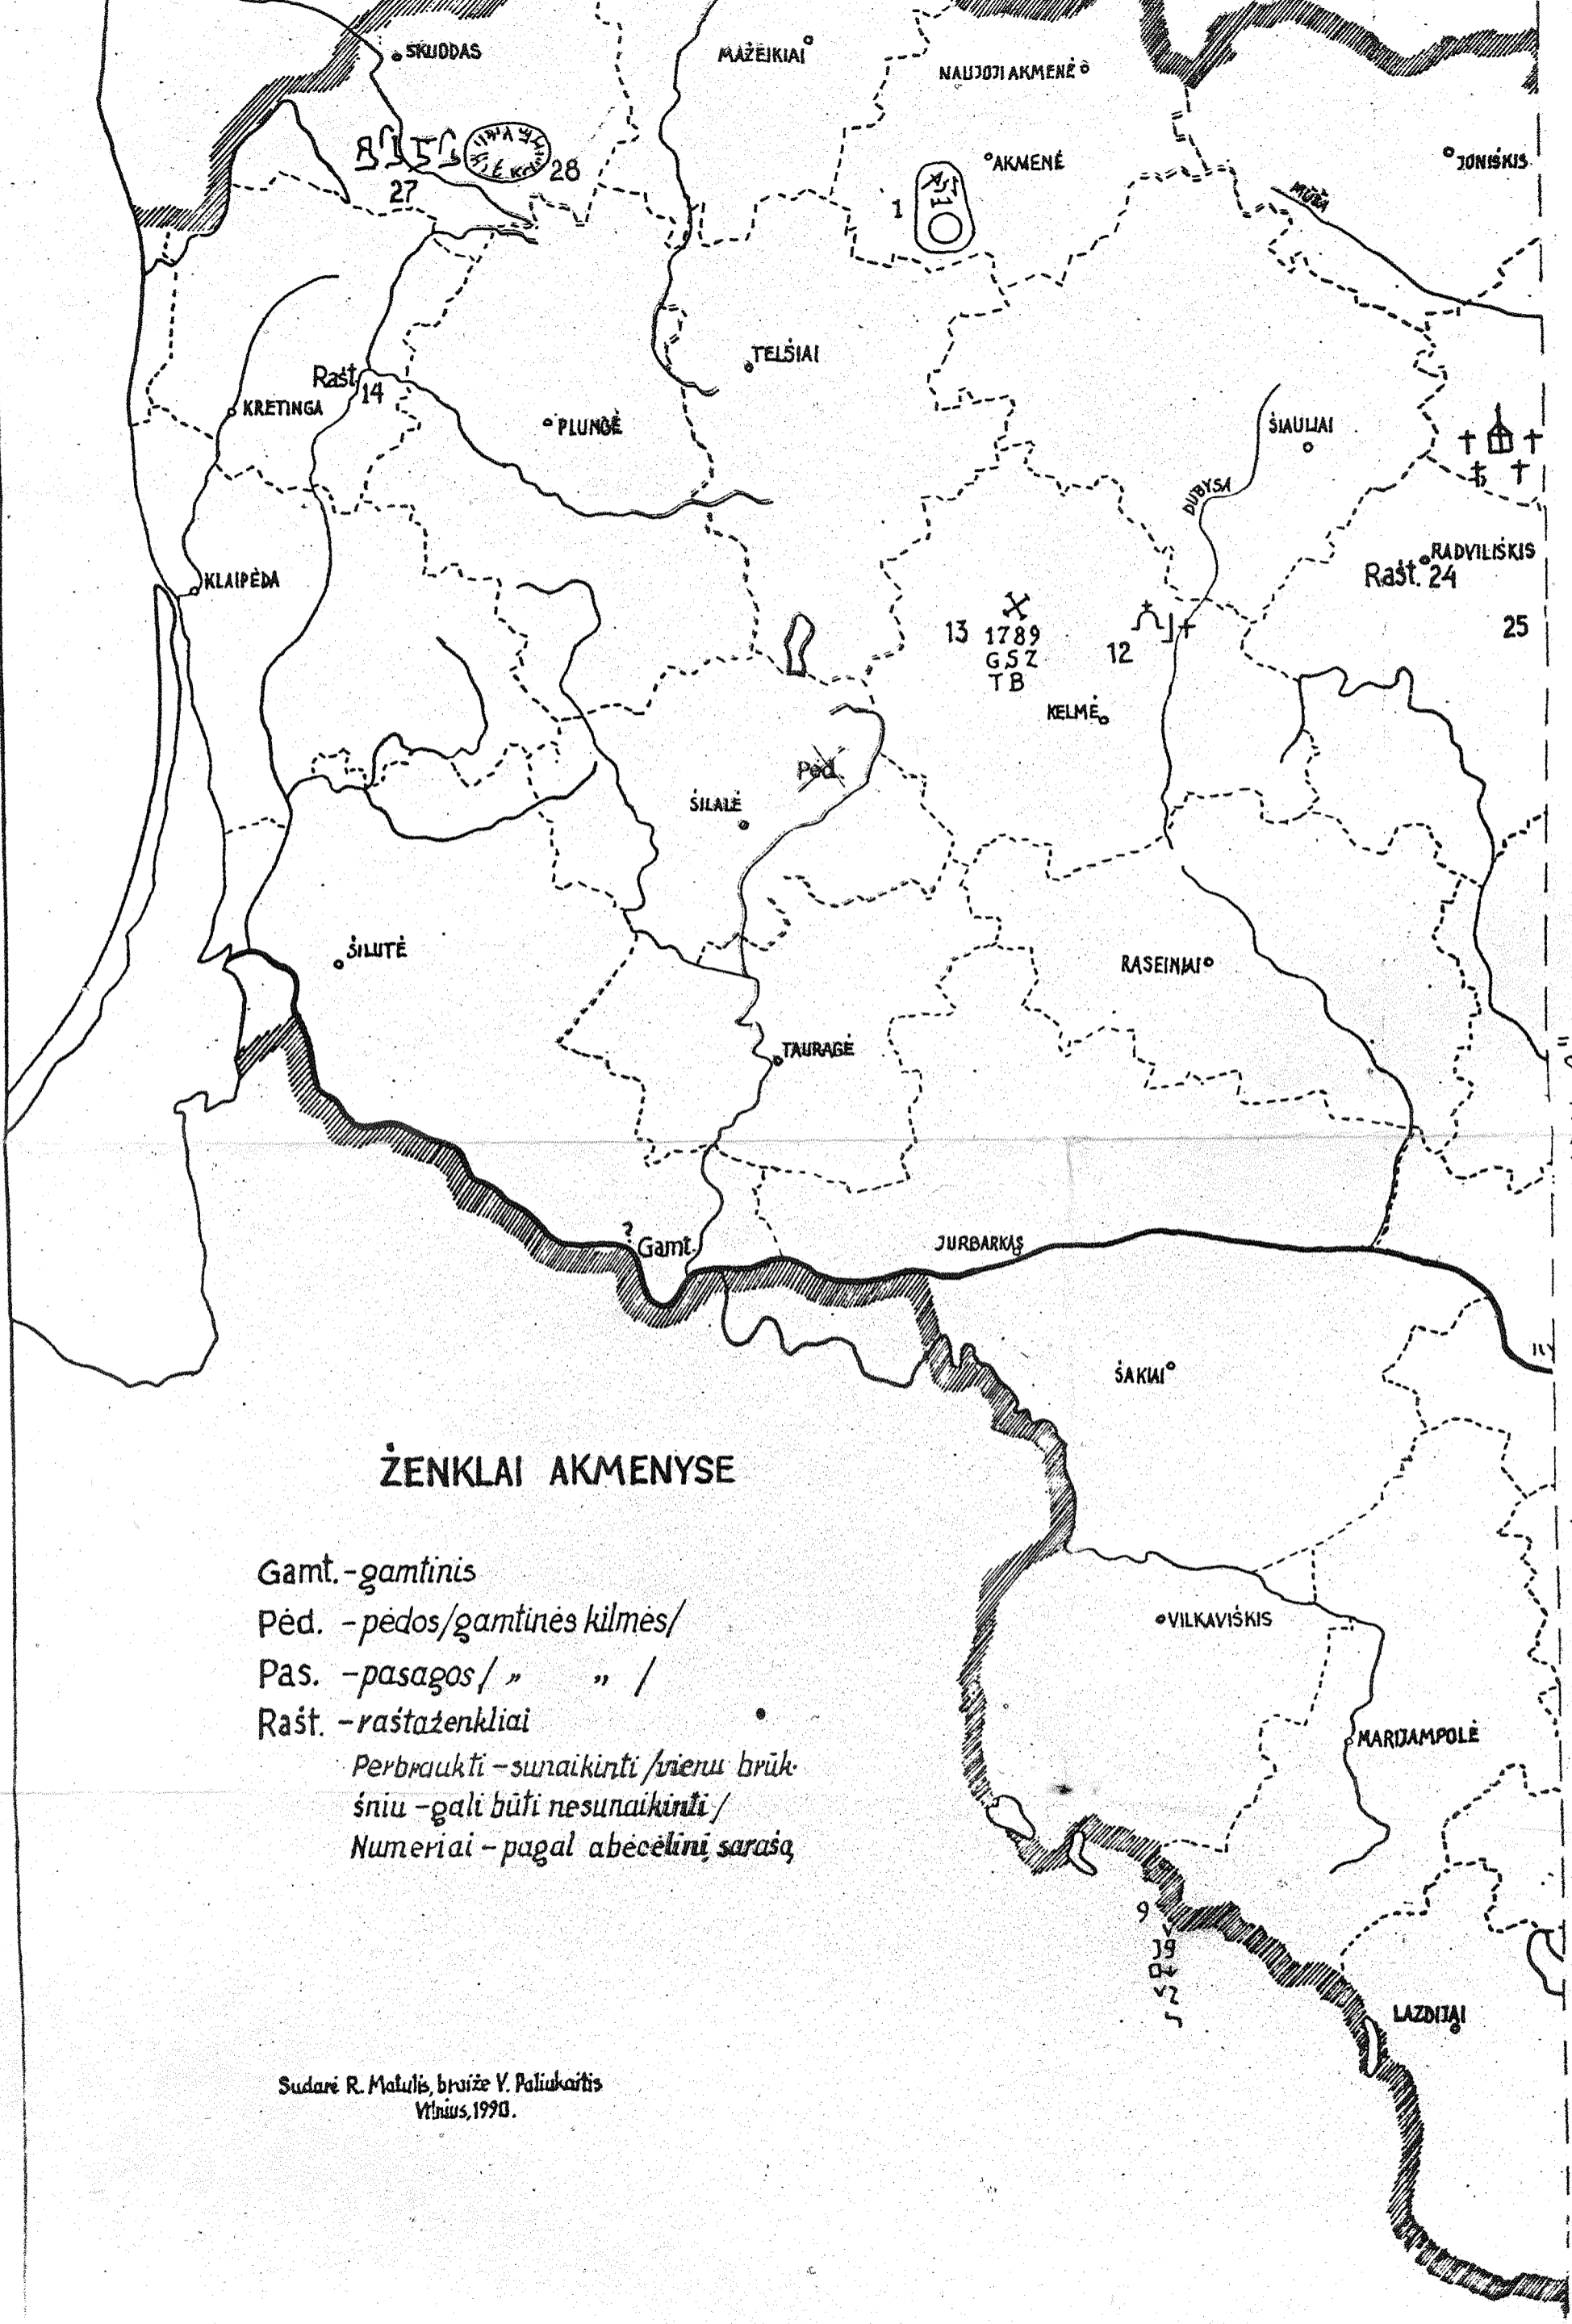 SKUODAS
MAŽEIKIAI
NAUJOJI AKMENĖ
AKMENĖ
JONIŠKIS
MŪŠA
27
28
1
TELŠIAI
Rašt.
14
KRETINGA
PLUNGĖ
ŠIAULIAI
DUBYSA
RADVILIŠKIS
Rašt. 24
25
KLAIPĖDA
13 1789
GSZ
TB
12
KELMĖ
Pėd.
ŠILALĖ
ŠILUTĖ
RASEINIAI
TAURAGĖ
?
Gamt.
JURBARKAS
ŠAKIAI
ŽENKLAI AKMENYSE
Gamt. – gamtinis
Pėd. – pėdos /gamtinės kilmės/
Pas. – pasagos / „ „ /
Rašt. – raštaženkliai
Perbraukti – sunaikinti /vienu brūk-
šniu – gali būti nesunaikinti/
Numeriai – pagal abėcėlinį sąrašą
VILKAVIŠKIS
MARIJAMPOLĖ
9
LAZDIJAI
Sudarė R. Matulis, braižė V. Paliukaitis
Vilnius, 1990.